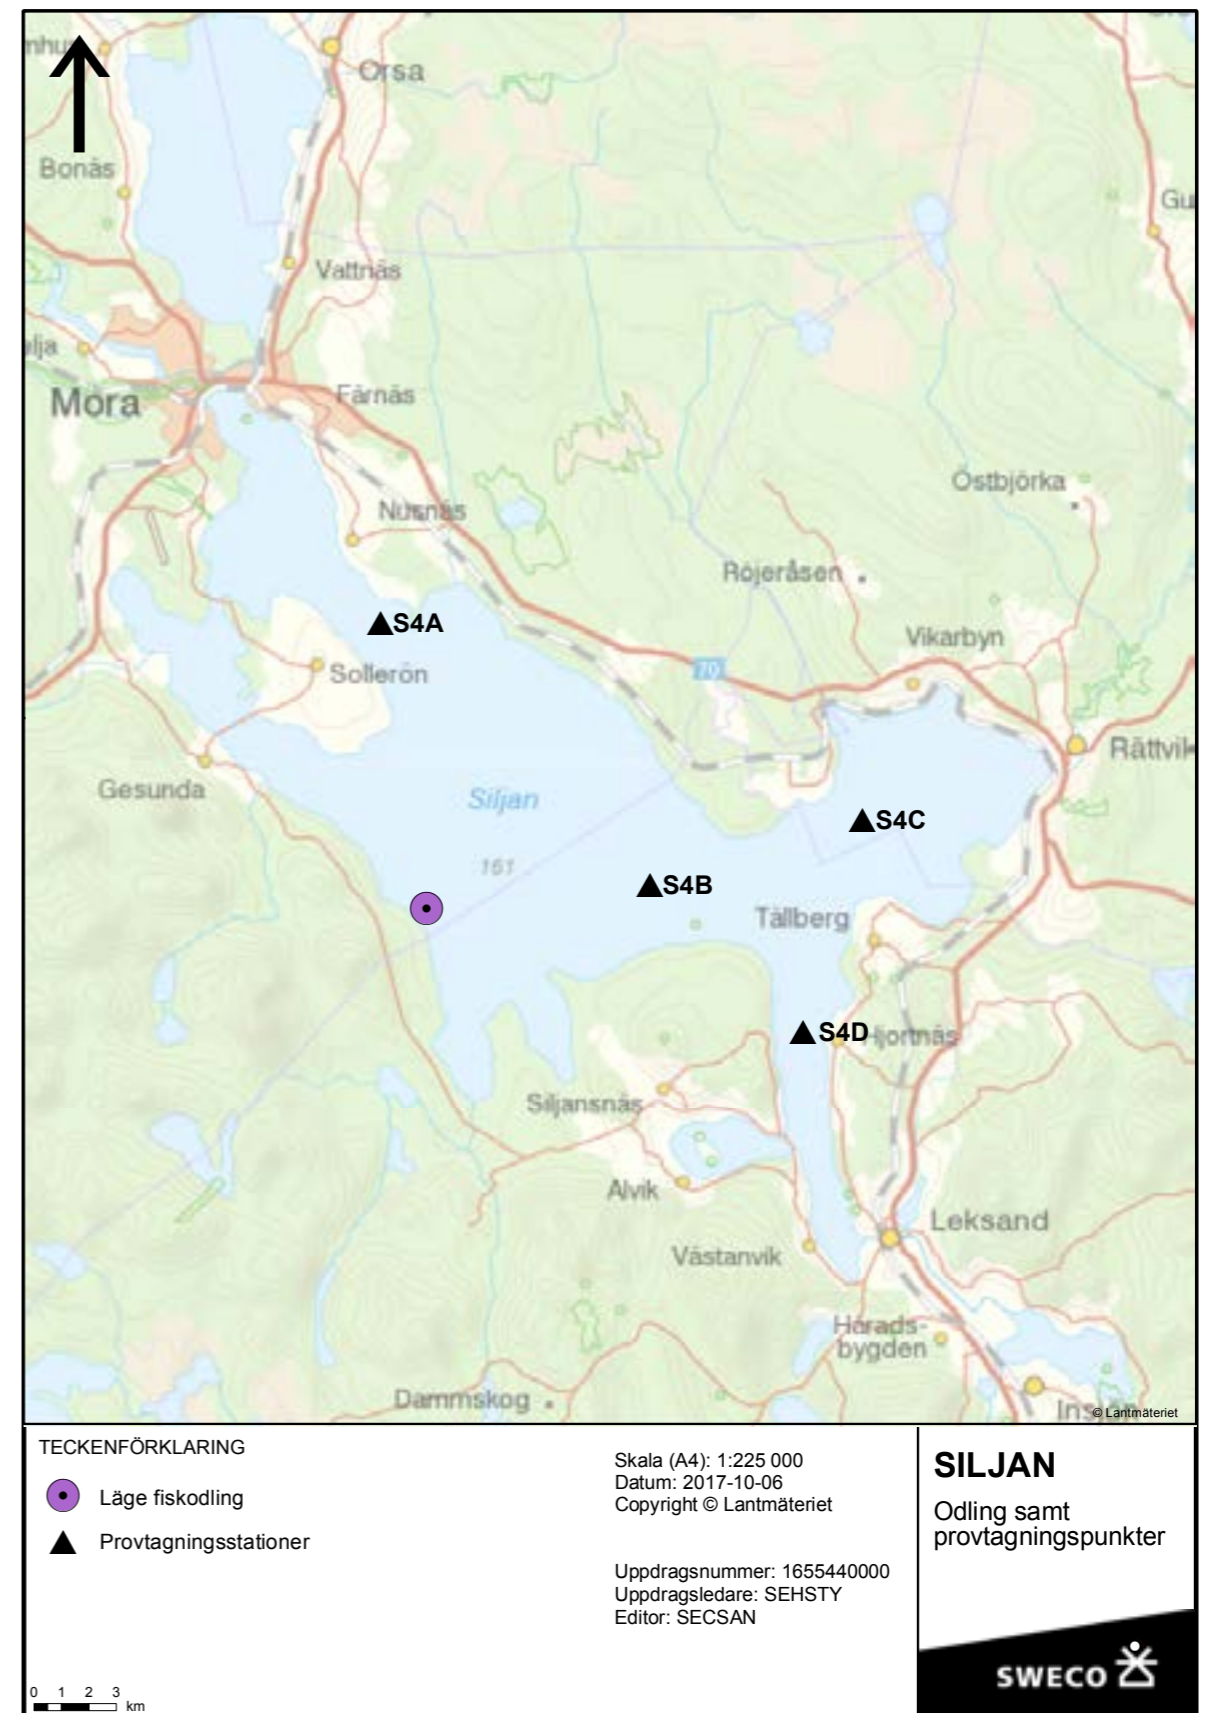 Orsa
Bonäs
Gu
Vattnäs
Mora
Färnäs
Nusnäs
Östbjörka
Röjeråsen
S4A
Vikarbyn
70
Sollerön
Rättvik
Gesunda
Siljan
S4C
161
S4B
Tällberg
S4D
Hjortnäs
Siljansnäs
Alvik
Leksand
Västanvik
Härads-
bygden
Dammskog
Insjön
© Lantmäteriet
TECKENFÖRKLARING
Läge fiskodling
Provtagningsstationer
0 1 2 3
km
Skala (A4): 1:225 000
Datum: 2017-10-06
Copyright © Lantmäteriet
Uppdragsnummer: 1655440000
Uppdragsledare: SEHSTY
Editor: SECSAN
SILJAN
Odling samt
provtagningspunkter
SWECO